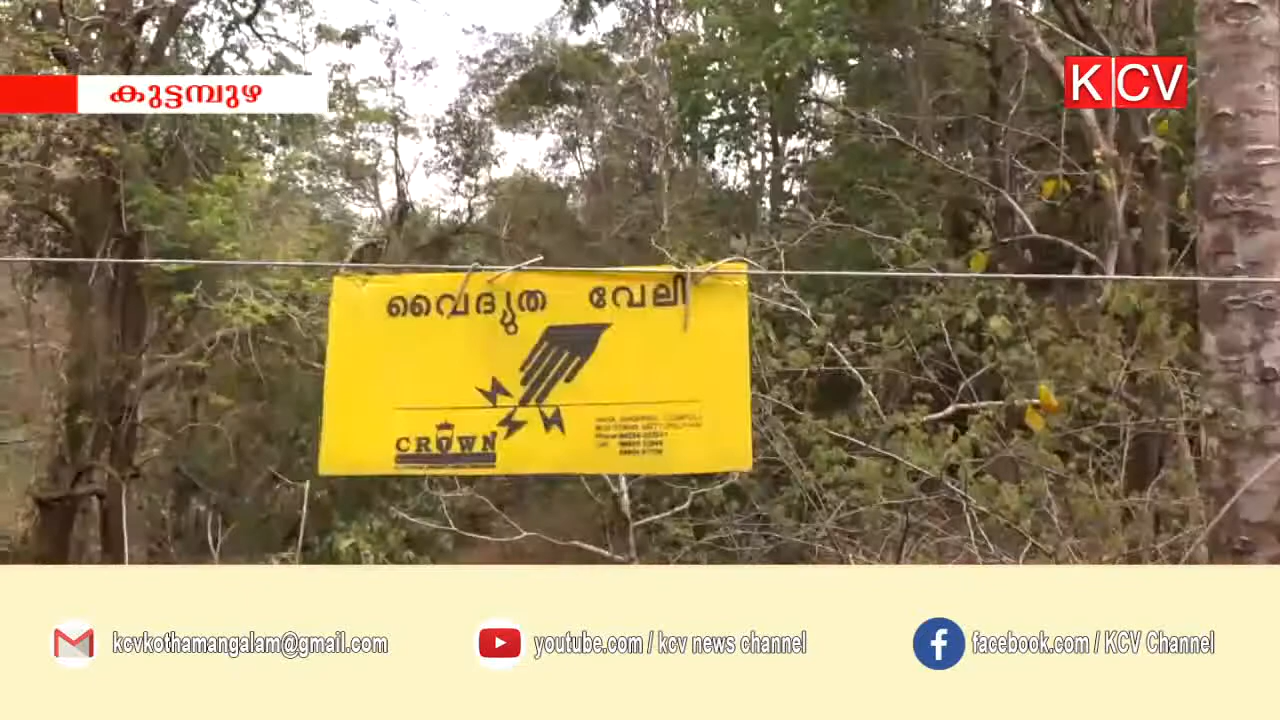 കുട്ടമ്പുഴ
KCV
വൈദ്യുത വേലി
CROWN
kcvkothamangalam@gmail.com
youtube.com / kcv news channel
facebook.com / KCV Channel